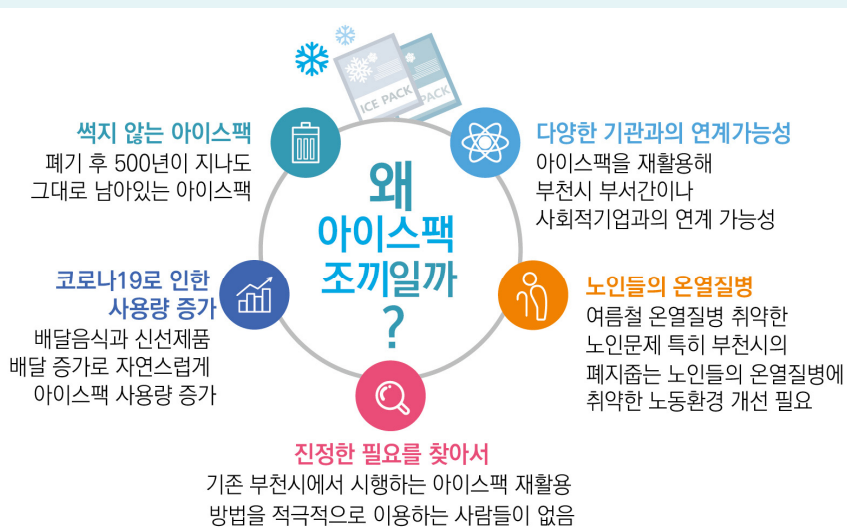 ICE PACK
PACK
왜
아이스팩
조끼일까
?
썩지 않는 아이스팩
폐기 후 500년이 지나도
그대로 남아있는 아이스팩
다양한 기관과의 연계가능성
아이스팩을 재활용해
부천시 부서간이나
사회적기업과의 연계 가능성
코로나19로 인한
사용량 증가
배달음식과 신선제품
배달 증가로 자연스럽게
아이스팩 사용량 증가
노인들의 온열질병
여름철 온열질병 취약한
노인문제 특히 부천시의
폐지줍는 노인들의 온열질병에
취약한 노동환경 개선 필요
진정한 필요를 찾아서
기존 부천시에서 시행하는 아이스팩 재활용
방법을 적극적으로 이용하는 사람들이 없음